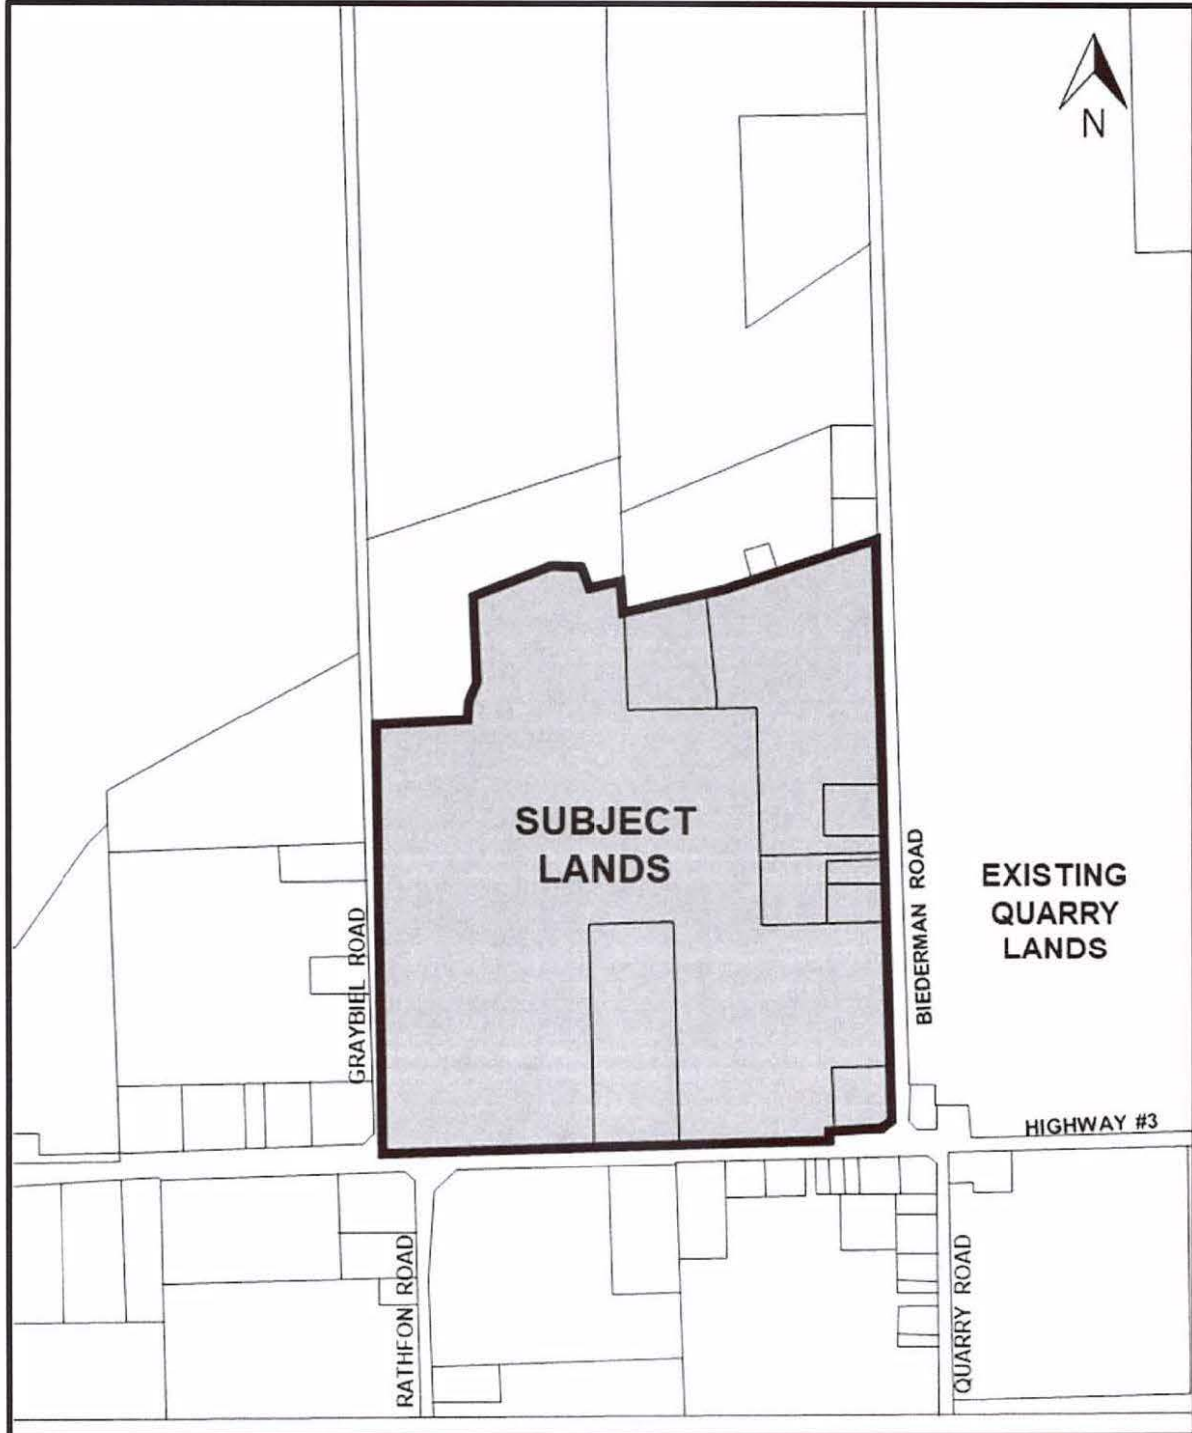 N
SUBJECT
LANDS
EXISTING
QUARRY
LANDS
BIEDERMAN ROAD
GRAYBIEL ROAD
HIGHWAY #3
RATHFON ROAD
QUARRY ROAD